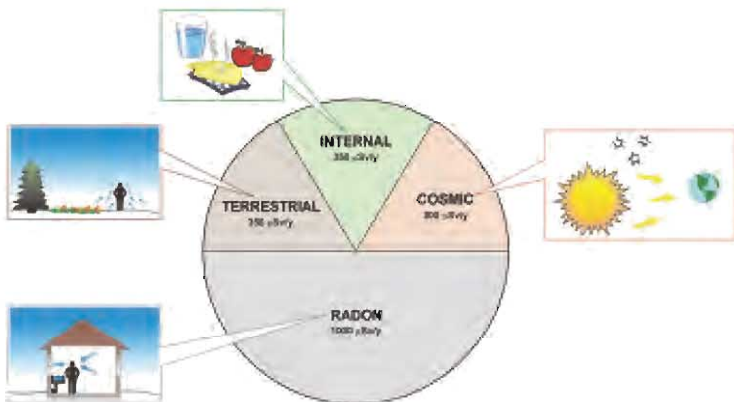 INTERNAL
350 µSv/y
TERRESTRIAL
350 µSv/y
COSMIC
300 µSv/y
RADON
1000 µSv/y